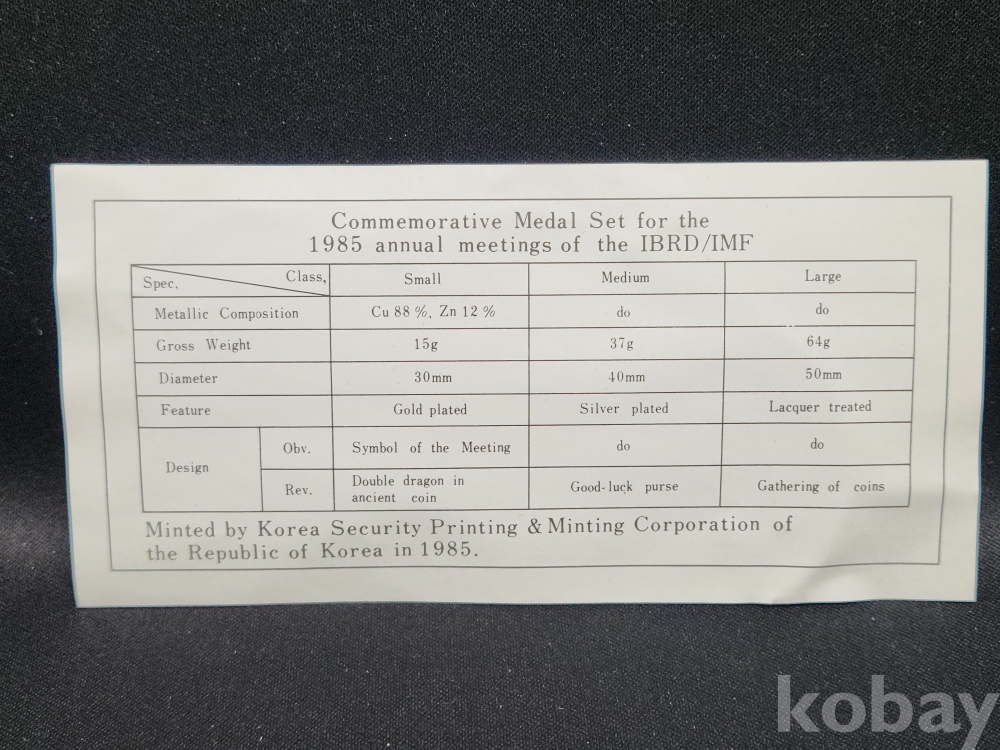 Commemorative Medal Set for the
1985 annual meetings of the IBRD/IMF
Spec. Class, Small Medium Large
Metallic Composition Cu 88 %, Zn 12 % do do
Gross Weight 15g 37g 64g
Diameter 30mm 40mm 50mm
Feature Gold plated Silver plated Lacquer treated
Design Obv. Symbol of the Meeting do do
Rev. Double dragon in ancient coin Good-luck purse Gathering of coins
Minted by Korea Security Printing & Minting Corporation of
the Republic of Korea in 1985.
kobay